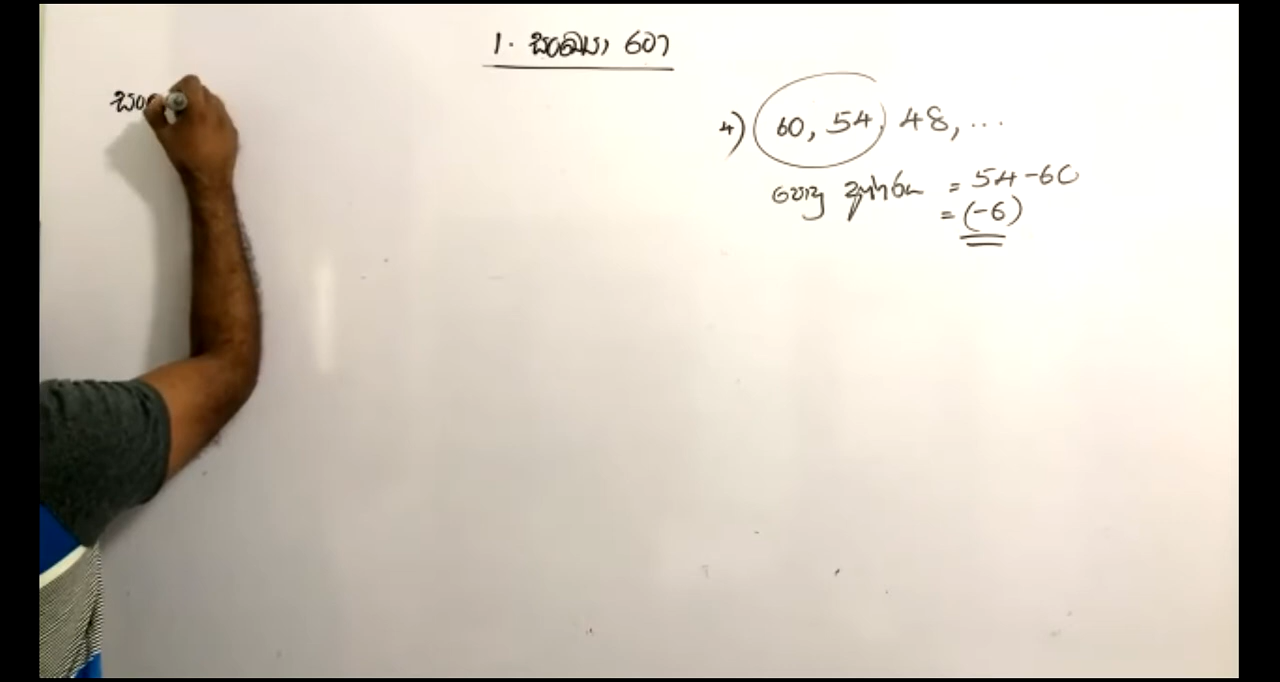 1. සංඛ්‍යා රටා
සං
4) 60, 54, 48, ...
පොදු අන්තරය = 54-60
= (-6)